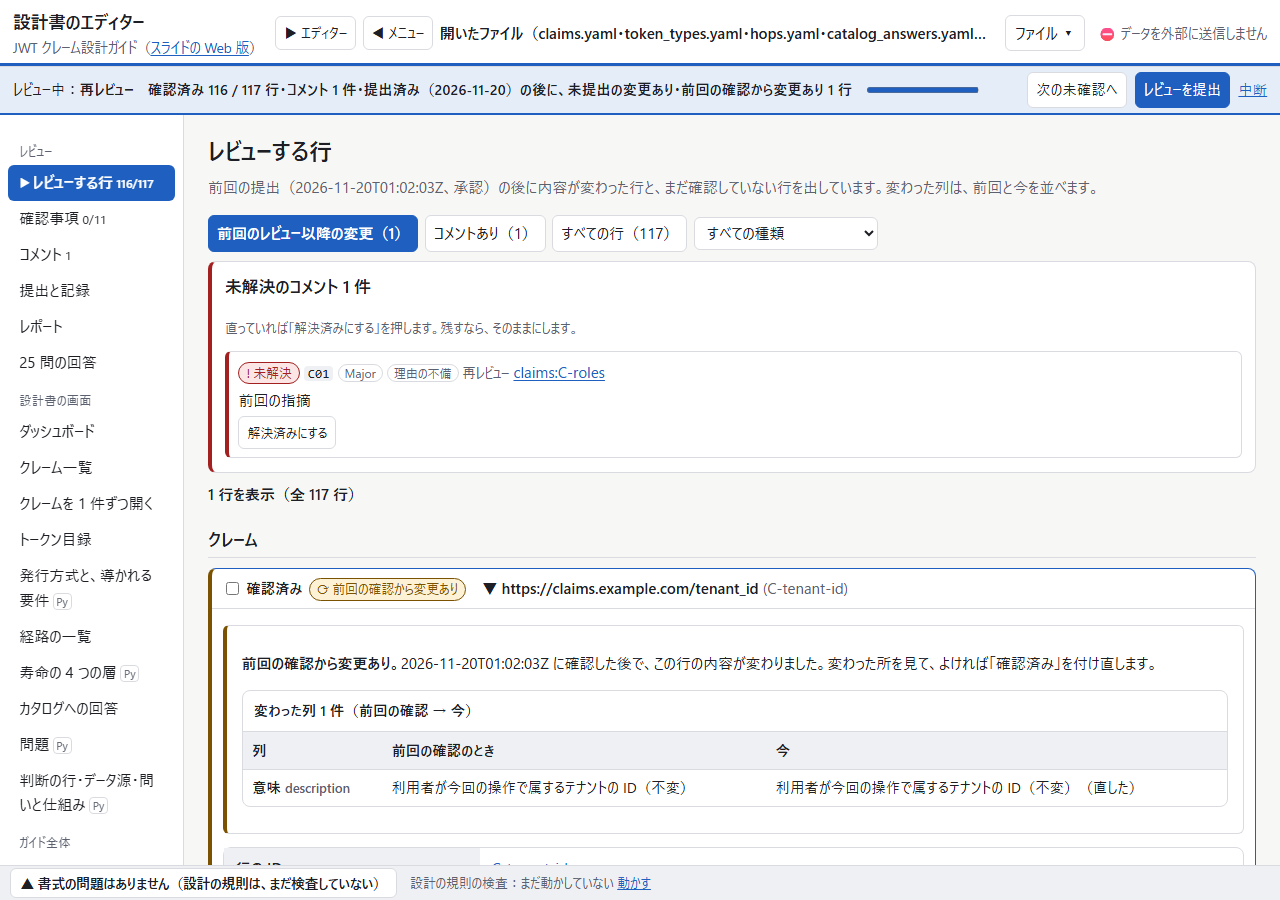 設計書のエディター
JWT クレーム設計ガイド（スライドの Web 版）
▶ エディター
◀ メニュー
開いたファイル（claims.yaml・token_types.yaml・hops.yaml・catalog_answers.yaml...
ファイル ▼
データを外部に送信しません
レビュー中：再レビュー 確認済み 116 / 117 行・コメント 1 件・提出済み（2026-11-20）の後に、未提出の変更あり・前回の確認から変更あり 1 行
次の未確認へ
レビューを提出
中断
レビュー
▶ レビューする行 116/117
確認事項 0/11
コメント 1
提出と記録
レポート
25 問の回答
設計書の画面
ダッシュボード
クレーム一覧
クレームを 1 件ずつ開く
トークン目録
発行方式と、導かれる
要件 Py
経路の一覧
寿命の 4 つの層 Py
カタログへの回答
問題 Py
判断の行・データ源・問
いと仕組み Py
ガイド全体
レビューする行
前回の提出（2026-11-20T01:02:03Z、承認）の後に内容が変わった行と、まだ確認していない行を出しています。変わった列は、前回と今を並べます。
前回のレビュー以降の変更（1）
コメントあり（1）
すべての行（117）
すべての種類
未解決のコメント 1 件
直っていれば「解決済みにする」を押します。残すなら、そのままにします。
! 未解決 C01 Major 理由の不備 再レビュー claims:C-roles
前回の指摘
解決済みにする
1 行を表示（全 117 行）
クレーム
確認済み ⟳ 前回の確認から変更あり ▼ https://claims.example.com/tenant_id (C-tenant-id)
前回の確認から変更あり。2026-11-20T01:02:03Z に確認した後で、この行の内容が変わりました。変わった所を見て、よければ「確認済み」を付け直します。
変わった列 1 件（前回の確認 → 今）
列 前回の確認のとき 今
意味 description 利用者が今回の操作で属するテナントの ID（不変） 利用者が今回の操作で属するテナントの ID（不変）（直した）
▲ 書式の問題はありません（設計の規則は、まだ検査していない）
設計の規則の検査：まだ動かしていない 動かす